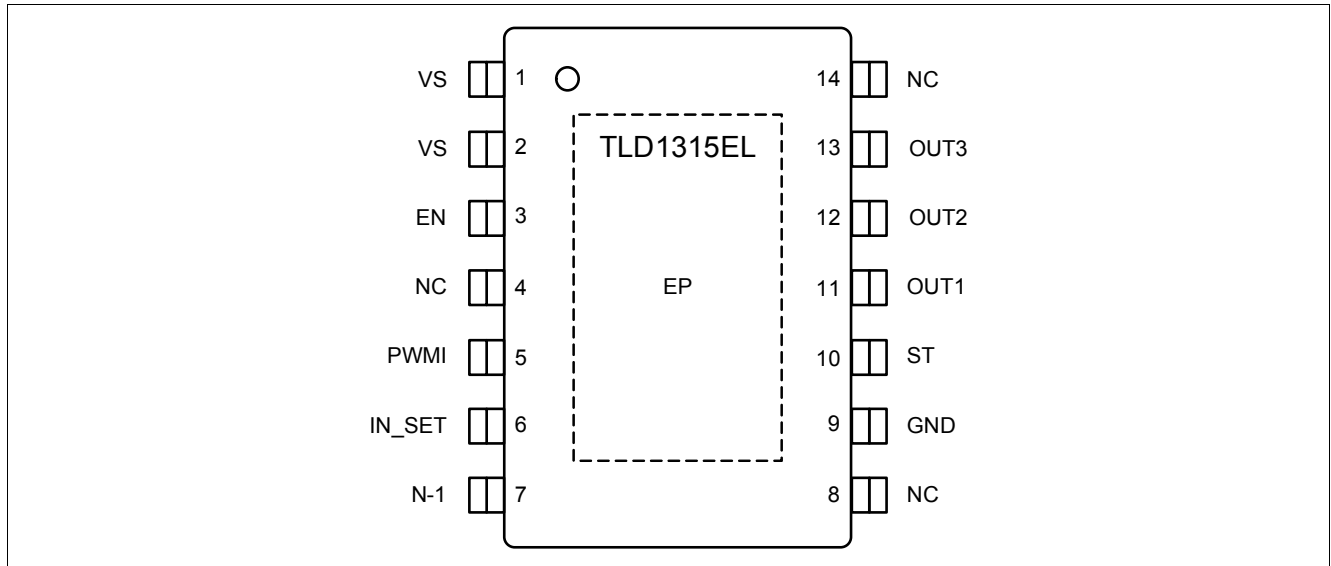 VS 1 14 NC
VS 2 TLD1315EL 13 OUT3
EN 3 12 OUT2
NC 4 EP 11 OUT1
PWMI 5 10 ST
IN_SET 6 9 GND
N-1 7 8 NC